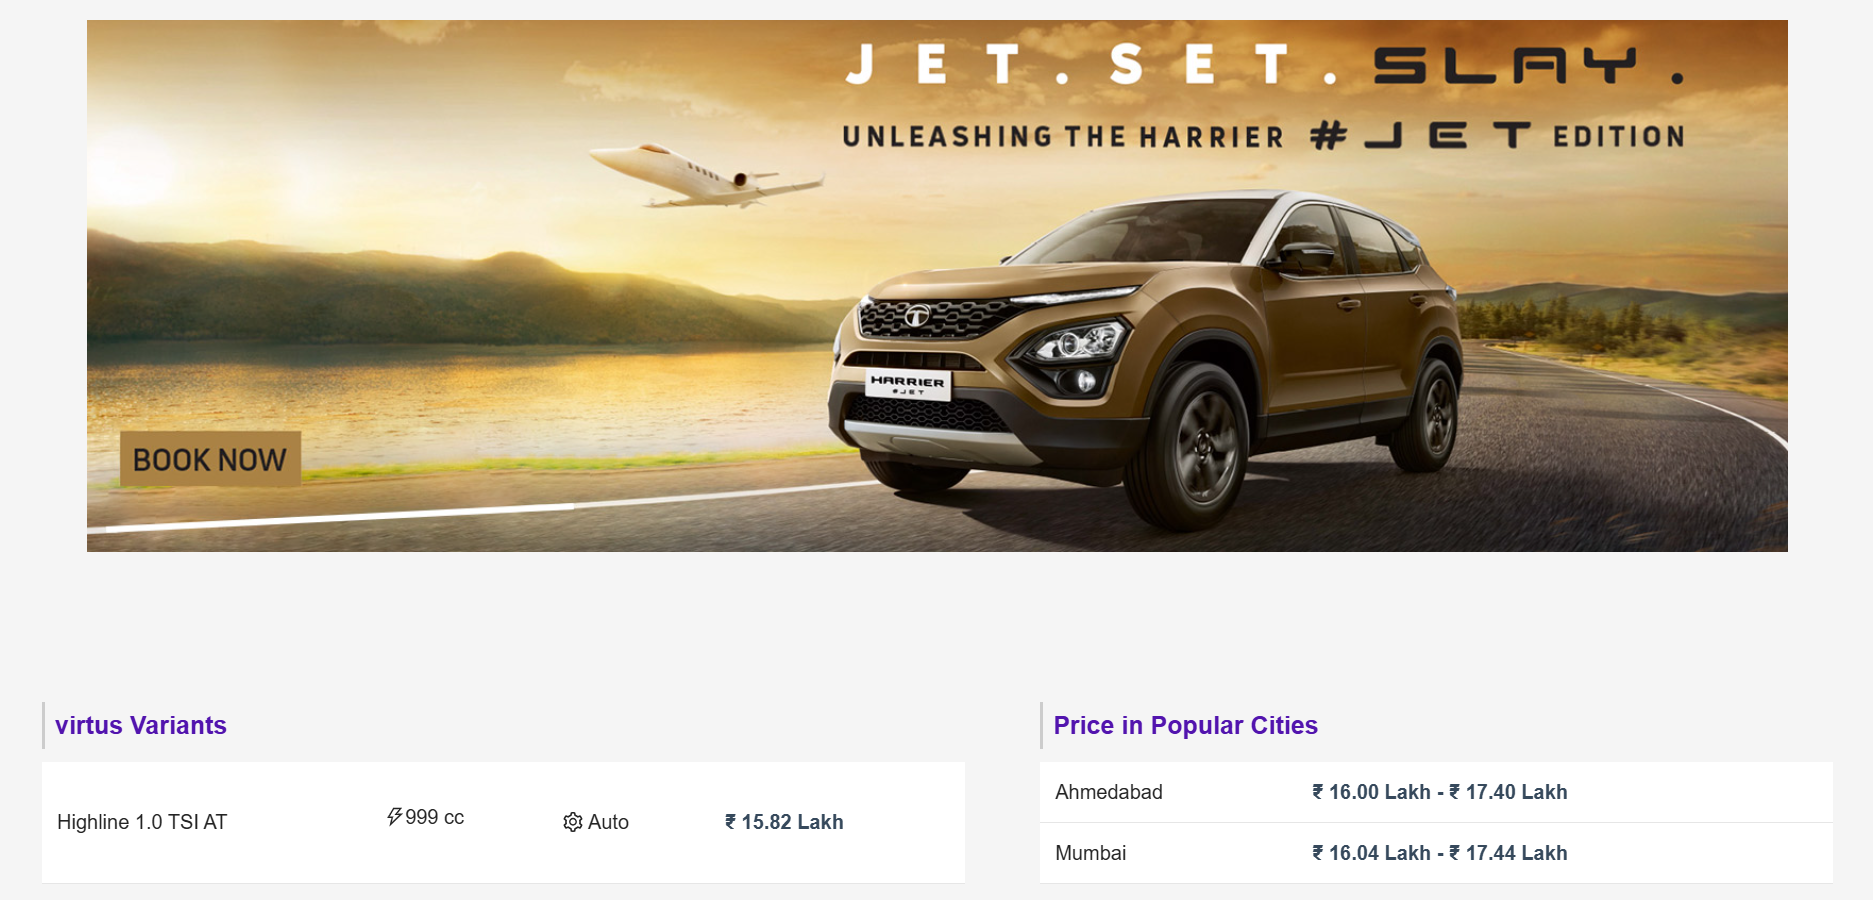 JET.SET.SLAY.
UNLEASHING THE HARRIER #JET EDITION
HARRIER
#JET
BOOK NOW
virtus Variants
Highline 1.0 TSI AT 999 cc Auto ₹ 15.82 Lakh
Price in Popular Cities
Ahmedabad ₹ 16.00 Lakh - ₹ 17.40 Lakh
Mumbai ₹ 16.04 Lakh - ₹ 17.44 Lakh